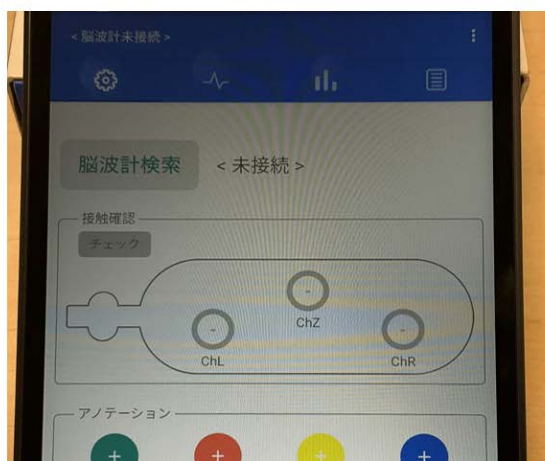 < 脳波計未接続 >
脳波計検索 < 未接続 >
接触確認
チェック
-
ChZ
-
-
ChL
ChR
アノテーション
+ + + +